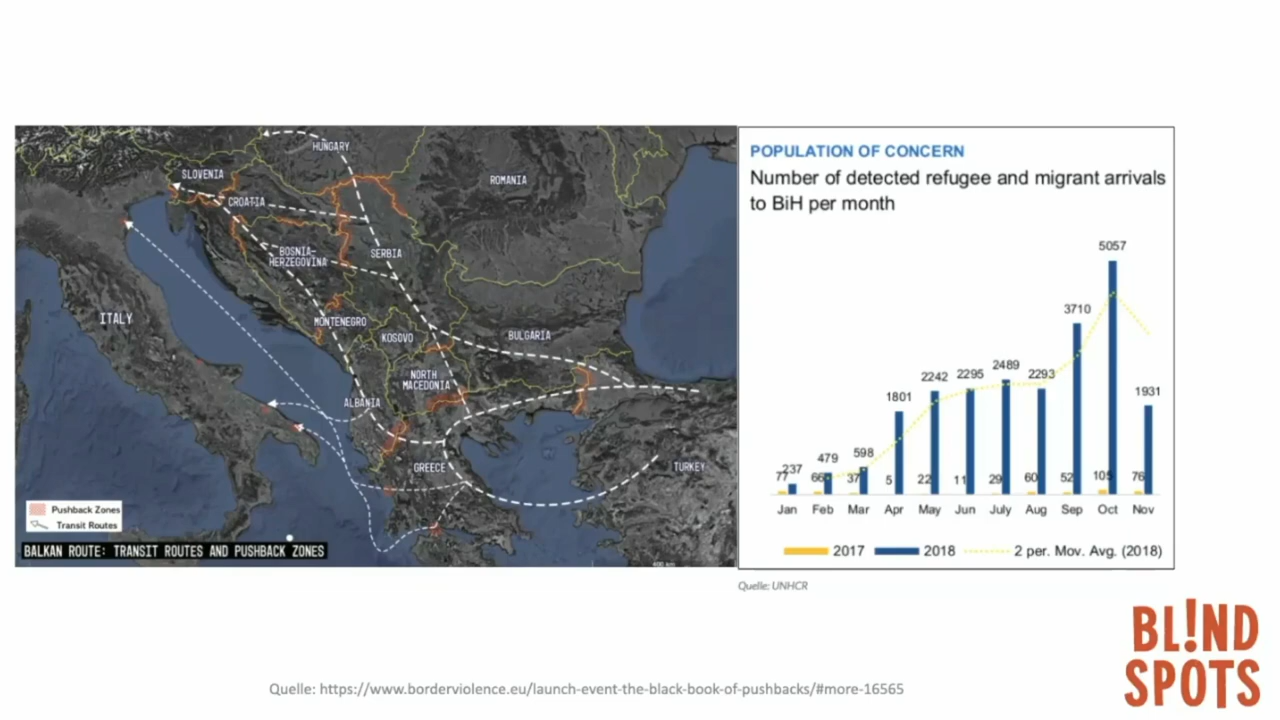 HUNGARY
SLOVENIA
ROMANIA
CROATIA
BOSNIA-
HERZEGOVINA
SERBIA
ITALY
MONTENEGRO
KOSOVO
BULGARIA
NORTH
MACEDONIA
ALBANIA
GREECE
TURKEY
Pushback Zones
Transit Routes
BALKAN ROUTE: TRANSIT ROUTES AND PUSHBACK ZONES
400 km
POPULATION OF CONCERN
Number of detected refugee and migrant arrivals
to BiH per month
5057
3710
2489
2242 2295 2293
1801 1931
479 598
77 237 66 37 5 22 11 29 60 52 105 76
Jan Feb Mar Apr May Jun July Aug Sep Oct Nov
2017 2018 2 per. Mov. Avg. (2018)
Quelle: UNHCR
BL!ND
SPOTS
Quelle: https://www.borderviolence.eu/launch-event-the-black-book-of-pushbacks/#more-16565